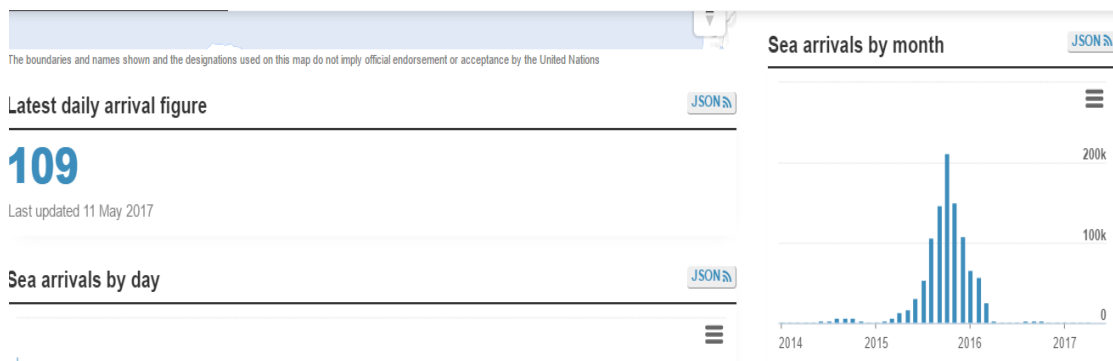 The boundaries and names shown and the designations used on this map do not imply official endorsement or acceptance by the United Nations
Latest daily arrival figure
JSON
109
Last updated 11 May 2017
Sea arrivals by day
JSON
Sea arrivals by month
JSON
200k
100k
0
2014 2015 2016 2017